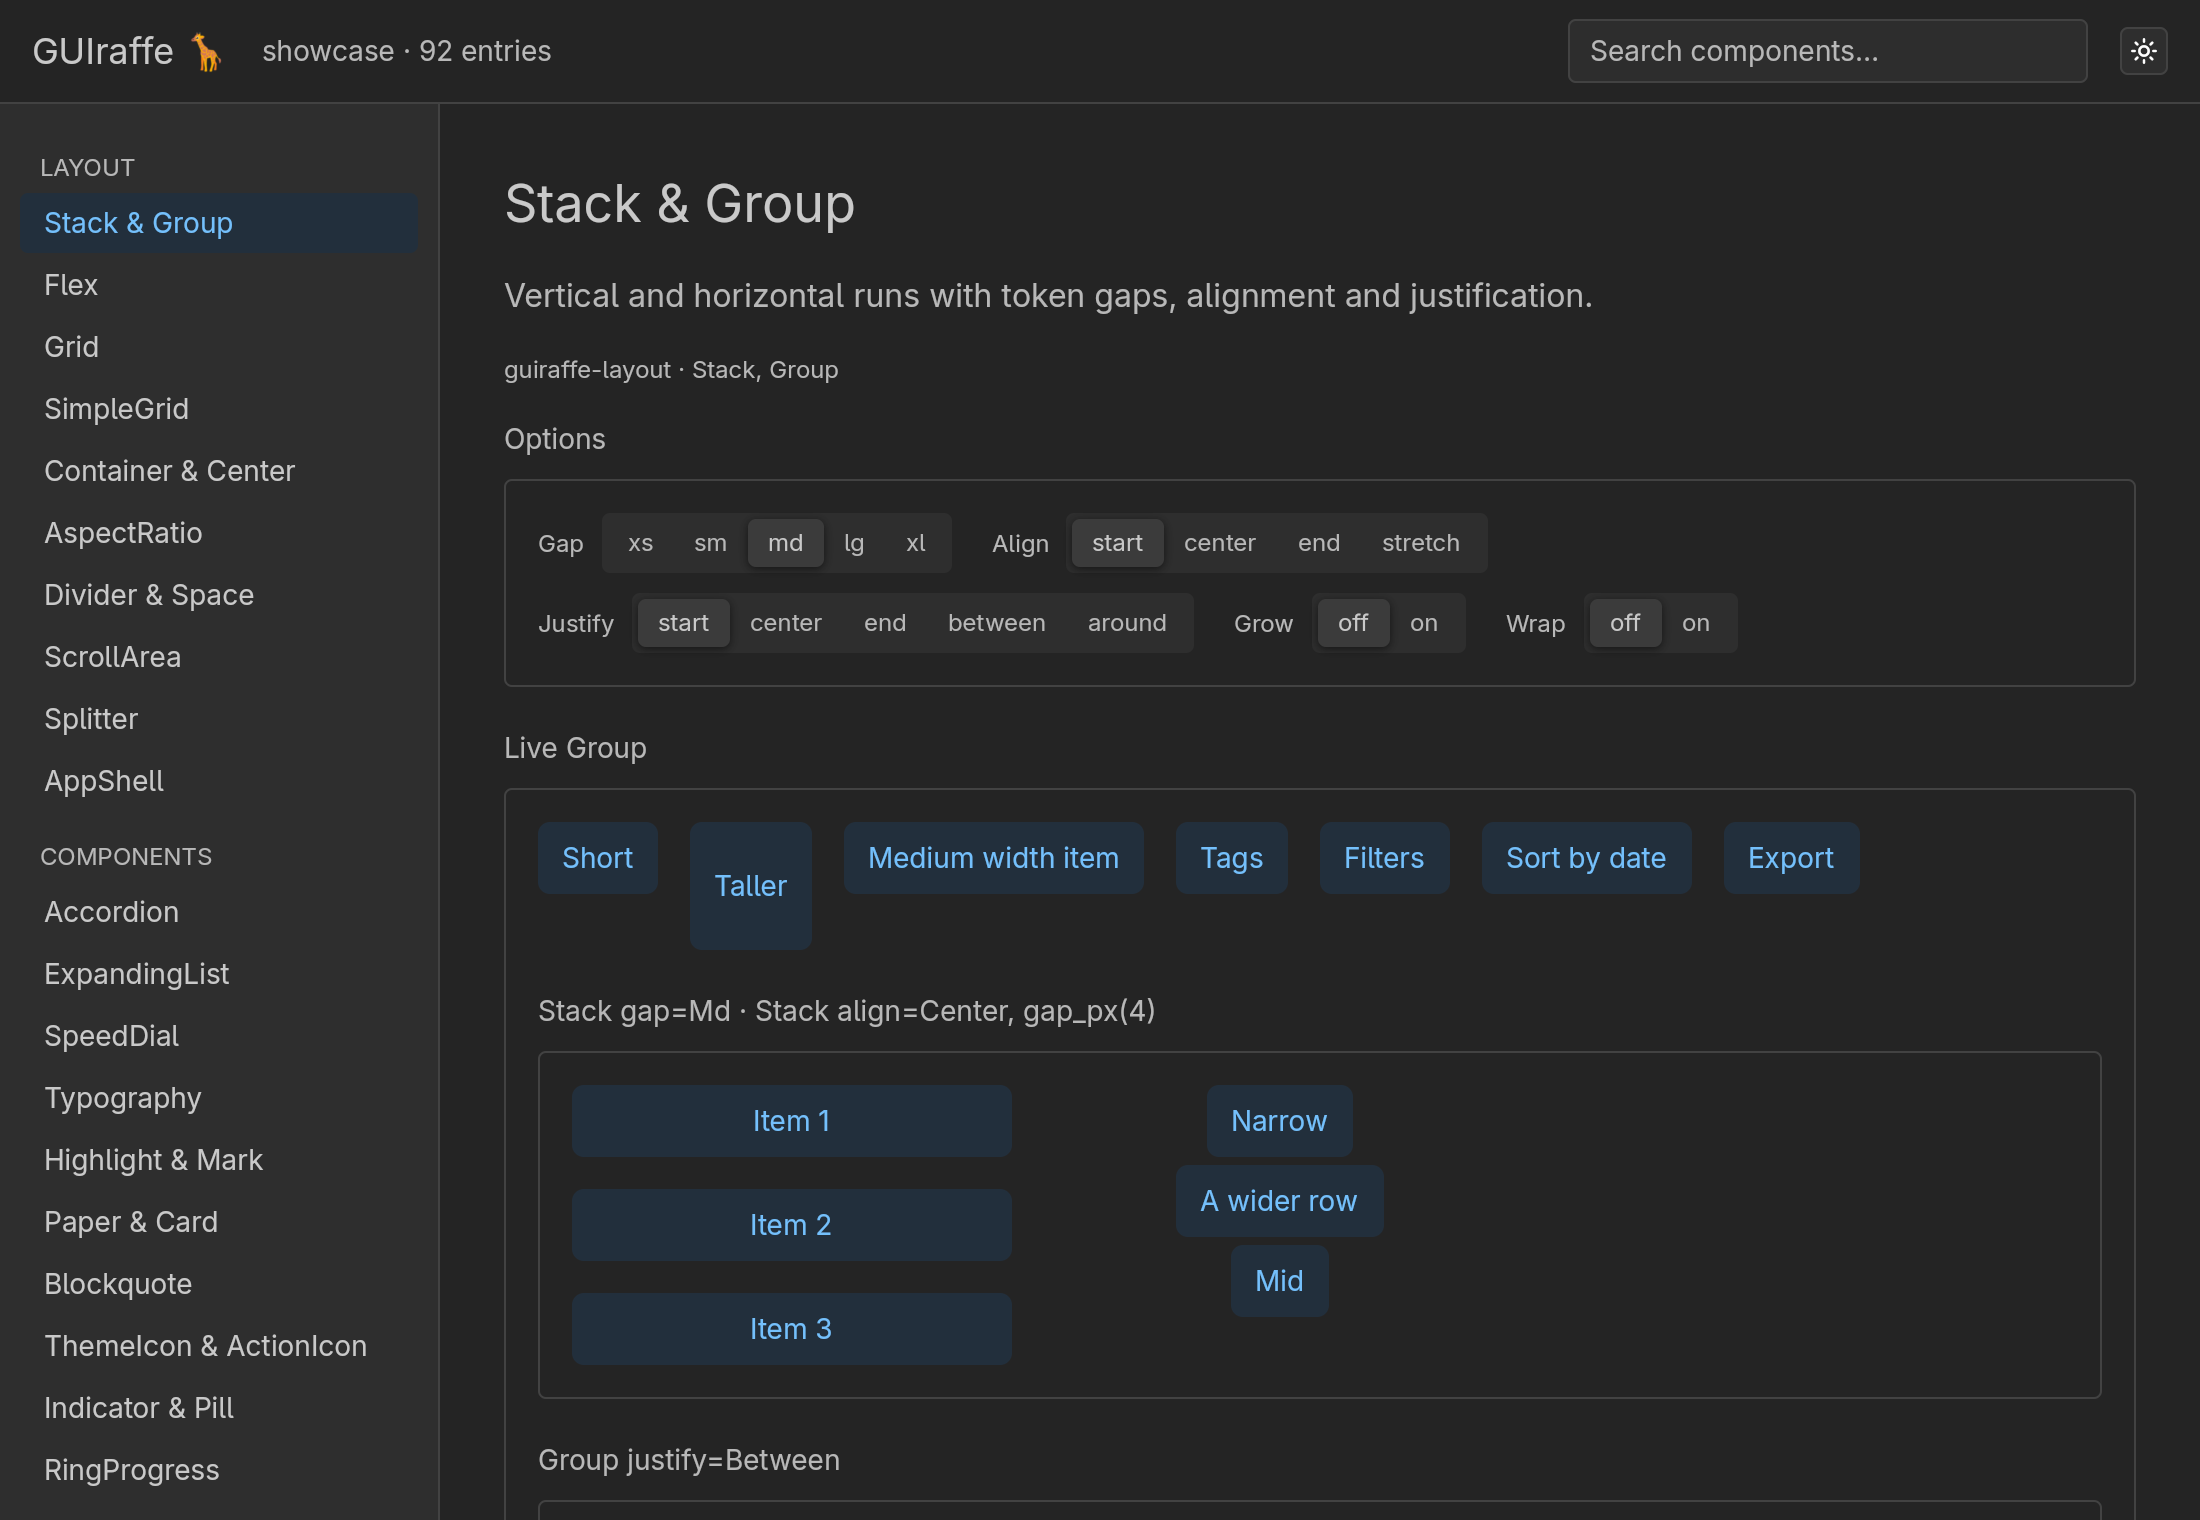 GUIraffe 🦒 showcase · 92 entries
Search components...
LAYOUT
Stack & Group
Flex
Grid
SimpleGrid
Container & Center
AspectRatio
Divider & Space
ScrollArea
Splitter
AppShell
COMPONENTS
Accordion
ExpandingList
SpeedDial
Typography
Highlight & Mark
Paper & Card
Blockquote
ThemeIcon & ActionIcon
Indicator & Pill
RingProgress
Stack & Group
Vertical and horizontal runs with token gaps, alignment and justification.
guiraffe-layout · Stack, Group
Options
Gap xs sm md lg xl Align start center end stretch
Justify start center end between around Grow off on Wrap off on
Live Group
Short Taller Medium width item Tags Filters Sort by date Export
Stack gap=Md · Stack align=Center, gap_px(4)
Item 1
Item 2
Item 3
Narrow
A wider row
Mid
Group justify=Between